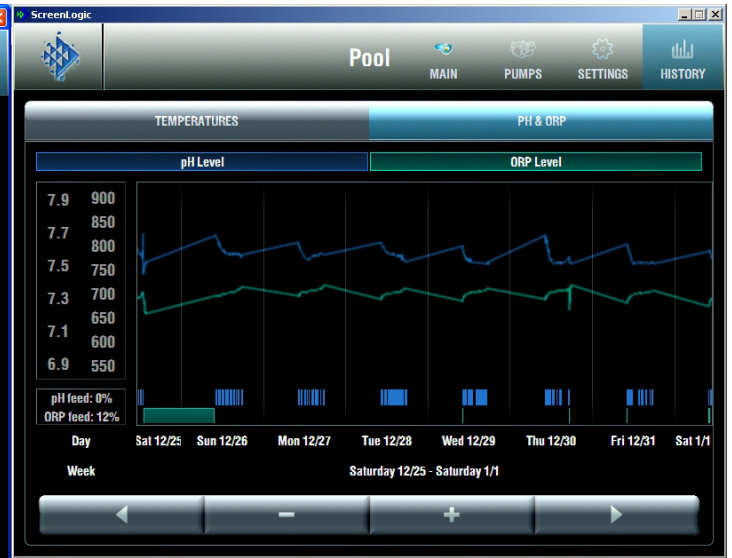 ScreenLogic
Pool
MAIN
PUMPS
SETTINGS
HISTORY
TEMPERATURES
PH & ORP
pH Level
ORP Level
7.9 900
850
7.7 800
7.5 750
7.3 700
650
7.1 600
6.9 550
pH feed: 0%
ORP feed: 12%
Day Sat 12/25 Sun 12/26 Mon 12/27 Tue 12/28 Wed 12/29 Thu 12/30 Fri 12/31 Sat 1/1
Week Saturday 12/25 - Saturday 1/1